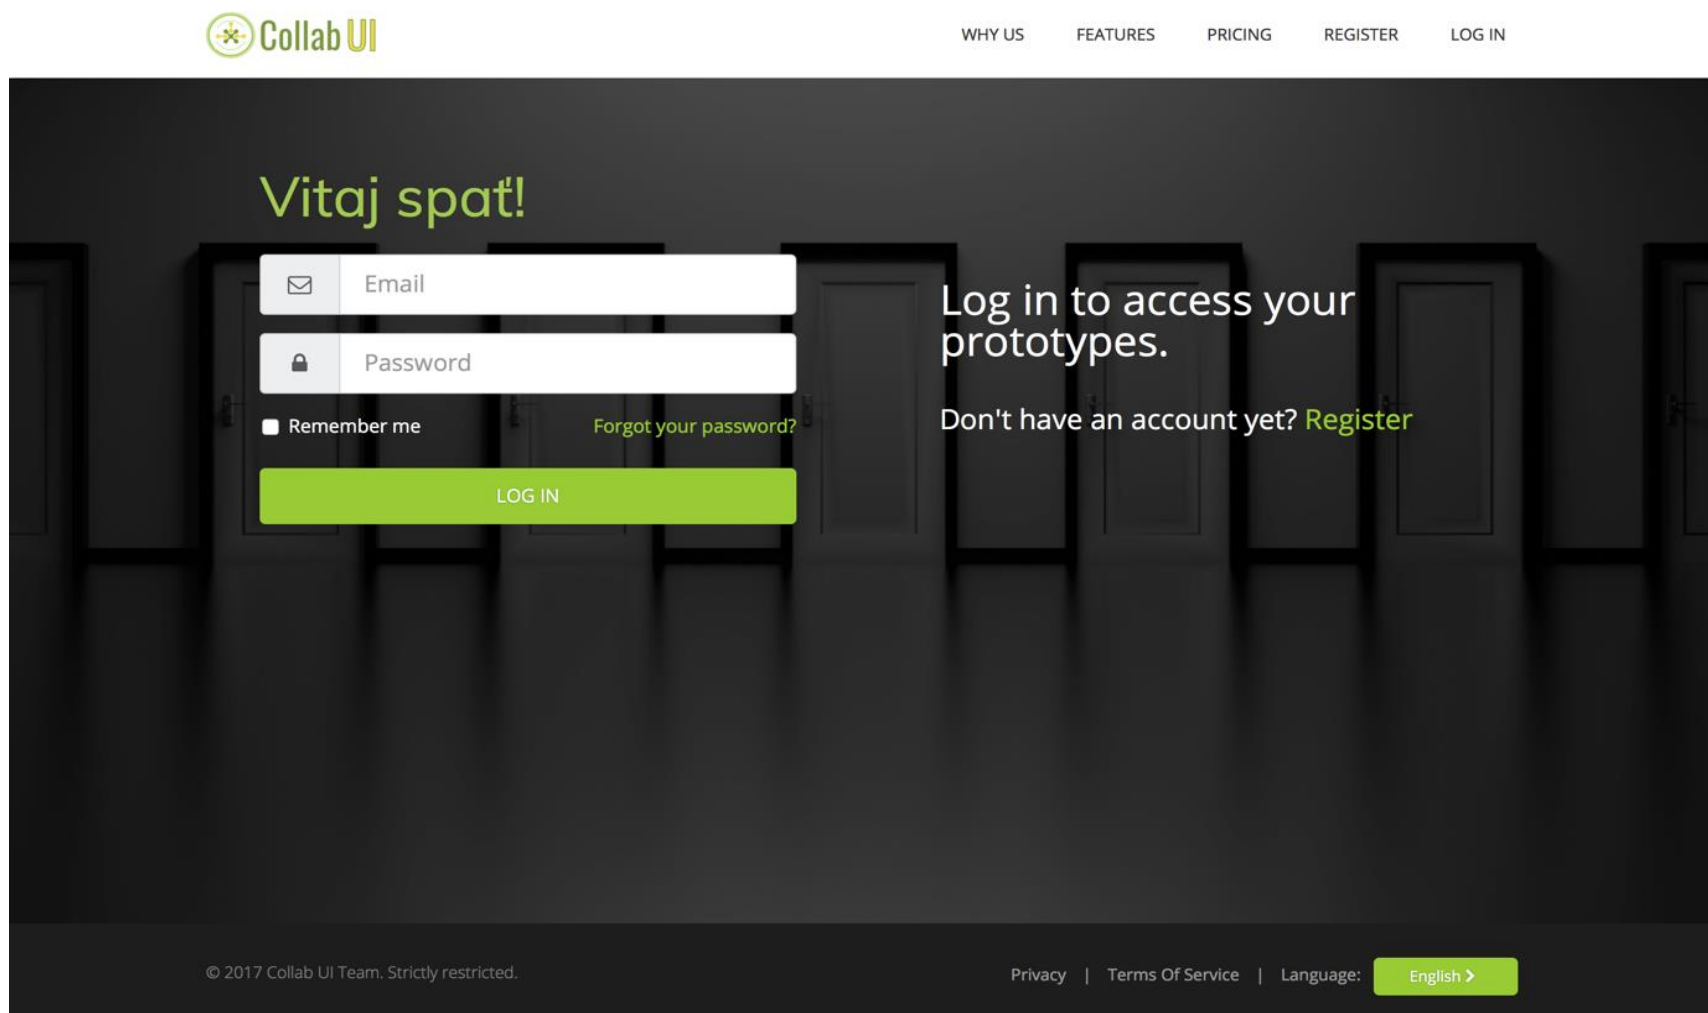 Collab UI
WHY US FEATURES PRICING REGISTER LOG IN
Vitaj spať!
Email
Password
Remember me Forgot your password?
LOG IN
Log in to access your
prototypes.
Don't have an account yet? Register
© 2017 Collab UI Team. Strictly restricted.
Privacy | Terms Of Service | Language: English